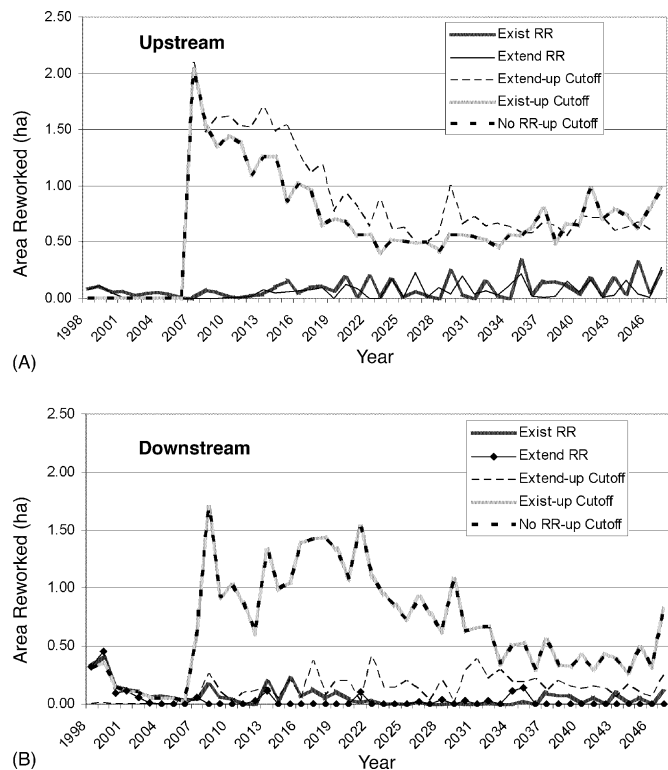 Upstream
Exist RR
Extend RR
Extend-up Cutoff
Exist-up Cutoff
No RR-up Cutoff
Area Reworked (ha)
2.50
2.00
1.50
1.00
0.50
0.00
1998
2001
2004
2007
2010
2013
2016
2019
2022
2025
2028
2031
2034
2037
2040
2043
2046
(A)
Year
Downstream
Exist RR
Extend RR
Extend-up Cutoff
Exist-up Cutoff
No RR-up Cutoff
Area Reworked (ha)
2.50
2.00
1.50
1.00
0.50
0.00
1998
2001
2004
2007
2010
2013
2016
2019
2022
2025
2028
2031
2034
2037
2040
2043
2046
(B)
Year